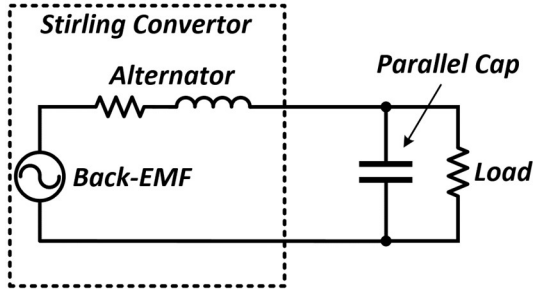 Stirling Convertor
Alternator
Parallel Cap
Back-EMF
Load